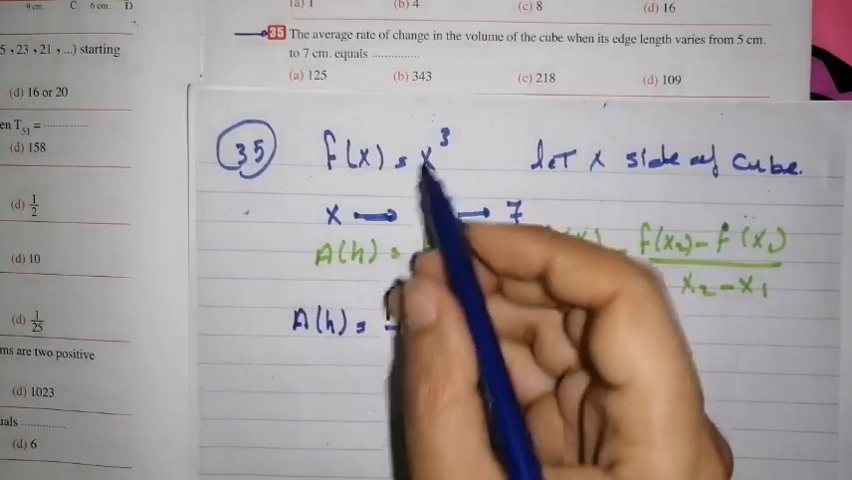 9 cm. C 6 cm. D
(a) 1 (b) 4 (c) 8 (d) 16
35 The average rate of change in the volume of the cube when its edge length varies from 5 cm.
to 7 cm. equals ..............
(a) 125 (b) 343 (c) 218 (d) 109
5 , 23 , 21 , ...) starting
(d) 16 or 20
en T51 = ..............
(d) 158
(d) 1/2
(d) 10
(d) 1/25
ms are two positive
(d) 1023
uals ..............
(d) 6
35 f(x) = x³ let x side of cube.
x → → 7
A(h) = f(x₂) - f(x₁) / x₂ - x₁
A(h) =